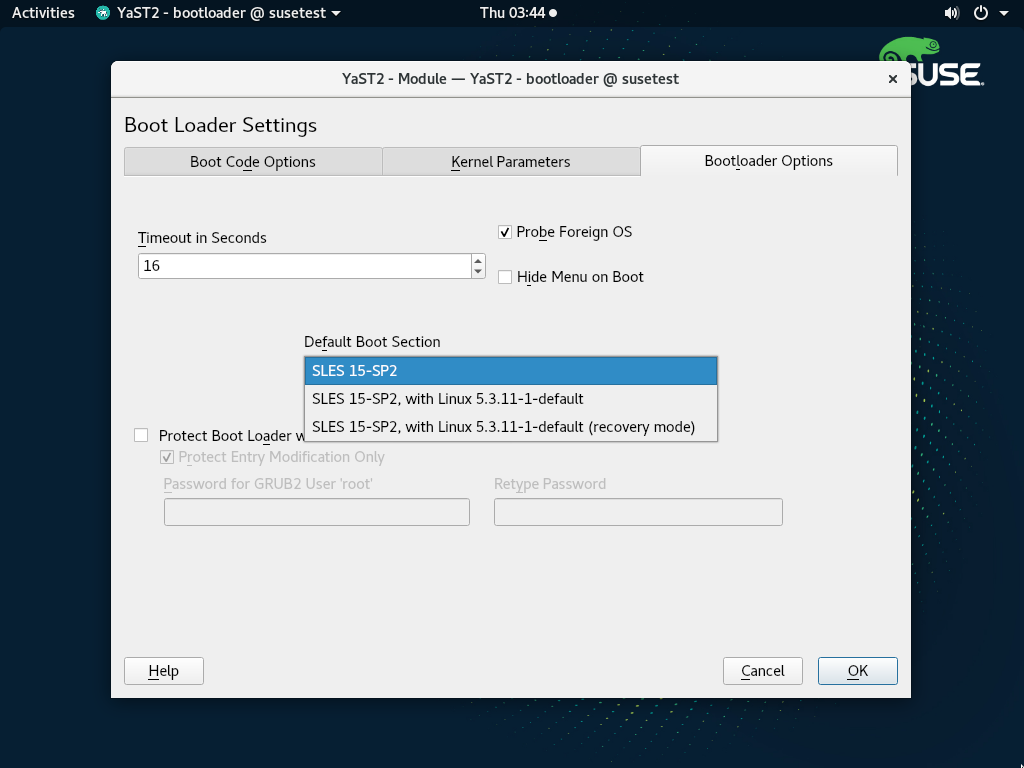 Activities
YaST2 - bootloader @ susetest
Thu 03:44
SUSE
YaST2 - Module — YaST2 - bootloader @ susetest
Boot Loader Settings
Boot Code Options
Kernel Parameters
Bootloader Options
Timeout in Seconds
16
Probe Foreign OS
Hide Menu on Boot
Default Boot Section
SLES 15-SP2
SLES 15-SP2, with Linux 5.3.11-1-default
SLES 15-SP2, with Linux 5.3.11-1-default (recovery mode)
Protect Boot Loader
Protect Entry Modification Only
Password for GRUB2 User 'root'
Retype Password
Help
Cancel
OK